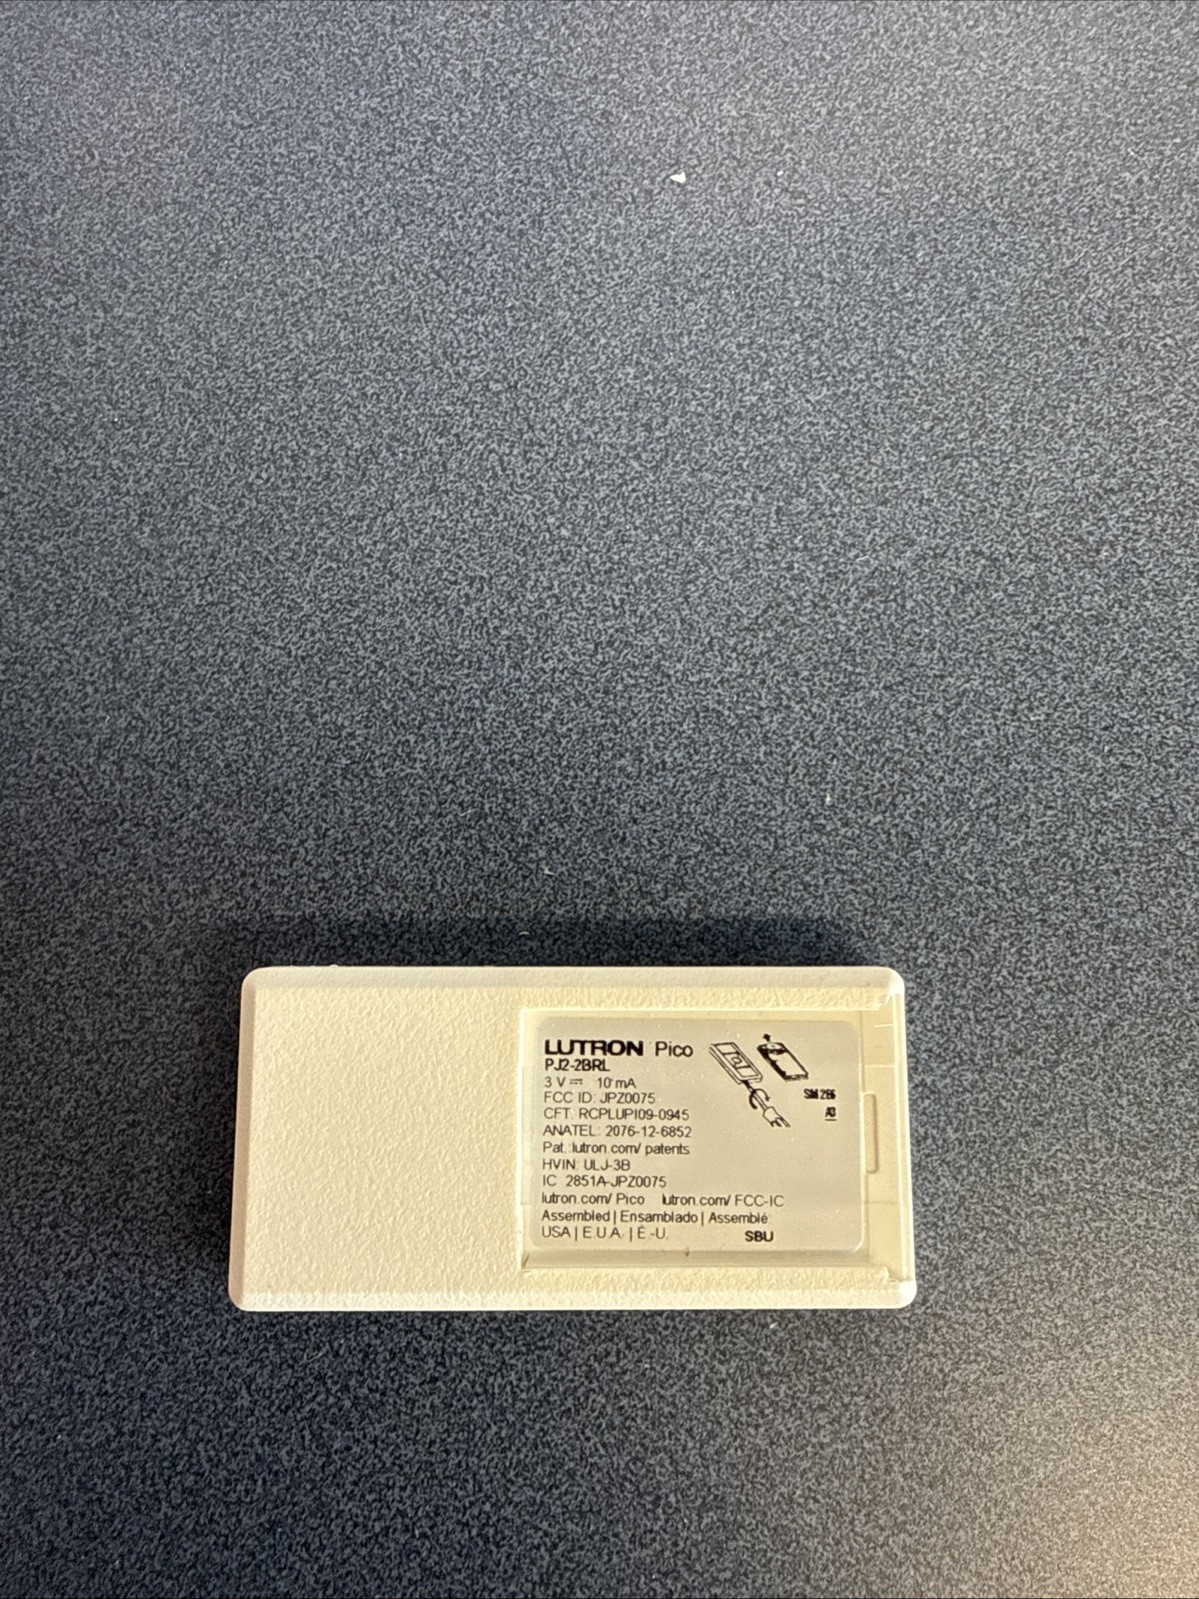 LUTRON Pico
PJ2-2BRL
3 V 10 mA
FCC ID: JPZ0075
CFT: RCPLUPI09-0945
ANATEL: 2076-12-6852
Pat.:lutron.com/ patents
HVIN: ULJ-3B
IC 2851A-JPZ0075
lutron.com/ Pico lutron.com/ FCC-IC
Assembled | Ensamblado | Assemblé:
USA | E.U.A. | É.-U. SBU
A3